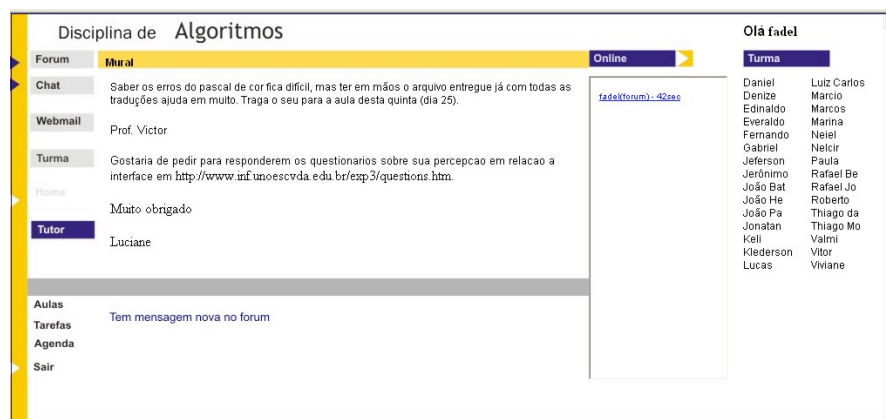 Disciplina de Algoritmos
Olá fadel
Forum
Chat
Webmail
Turma
Home
Tutor
Mural
Saber os erros do pascal de cor fica difícil, mas ter em mãos o arquivo entregue já com todas as
traduções ajuda em muito. Traga o seu para a aula desta quinta (dia 25).
Prof. Victor
Gostaria de pedir para responderem os questionarios sobre sua percepcao em relacao a
interface em http://www.inf.unoescvda.edu.br/exp3/questions.htm.
Muito obrigado
Luciane
Online
fadel(forum) - 42sec
Turma
Daniel Luiz Carlos
Denize Marcio
Edinaldo Marcos
Everaldo Marina
Fernando Neiel
Gabriel Nelcir
Jeferson Paula
Jerônimo Rafael Be
João Bat Rafael Jo
João He Roberto
João Pa Thiago da
Jonatan Thiago Mo
Keli Valmi
Klederson Vitor
Lucas Viviane
Aulas
Tarefas
Agenda
Sair
Tem mensagem nova no forum